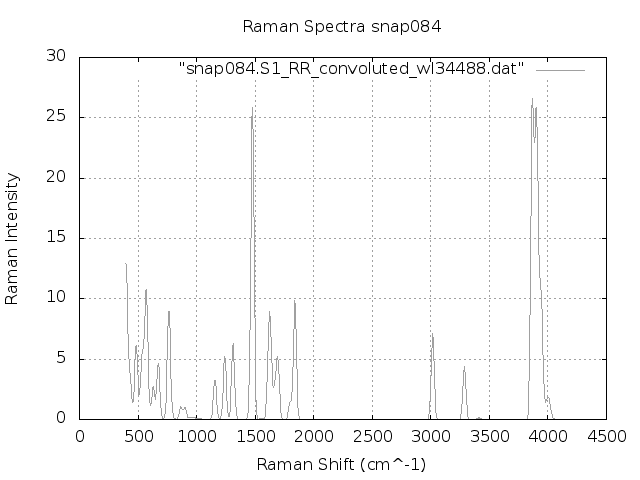 Raman Spectra snap084
"snap084.S1_RR_convoluted_wl34488.dat"
30
25
20
15
10
5
0
Raman Intensity
0 500 1000 1500 2000 2500 3000 3500 4000 4500
Raman Shift (cm^-1)